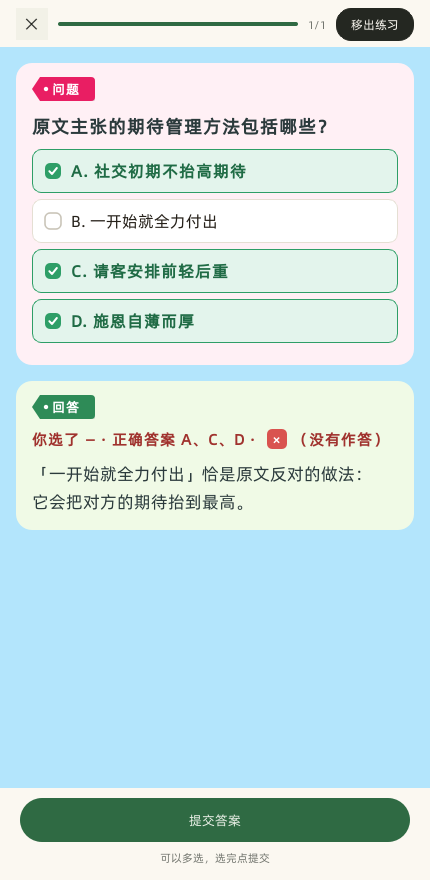 1/1
移出练习
问题
原文主张的期待管理方法包括哪些？
A. 社交初期不抬高期待
B. 一开始就全力付出
C. 请客安排前轻后重
D. 施恩自薄而厚
回答
你选了 — · 正确答案 A、C、D · × （没有作答）
「一开始就全力付出」恰是原文反对的做法：
它会把对方的期待抬到最高。
提交答案
可以多选，选完点提交